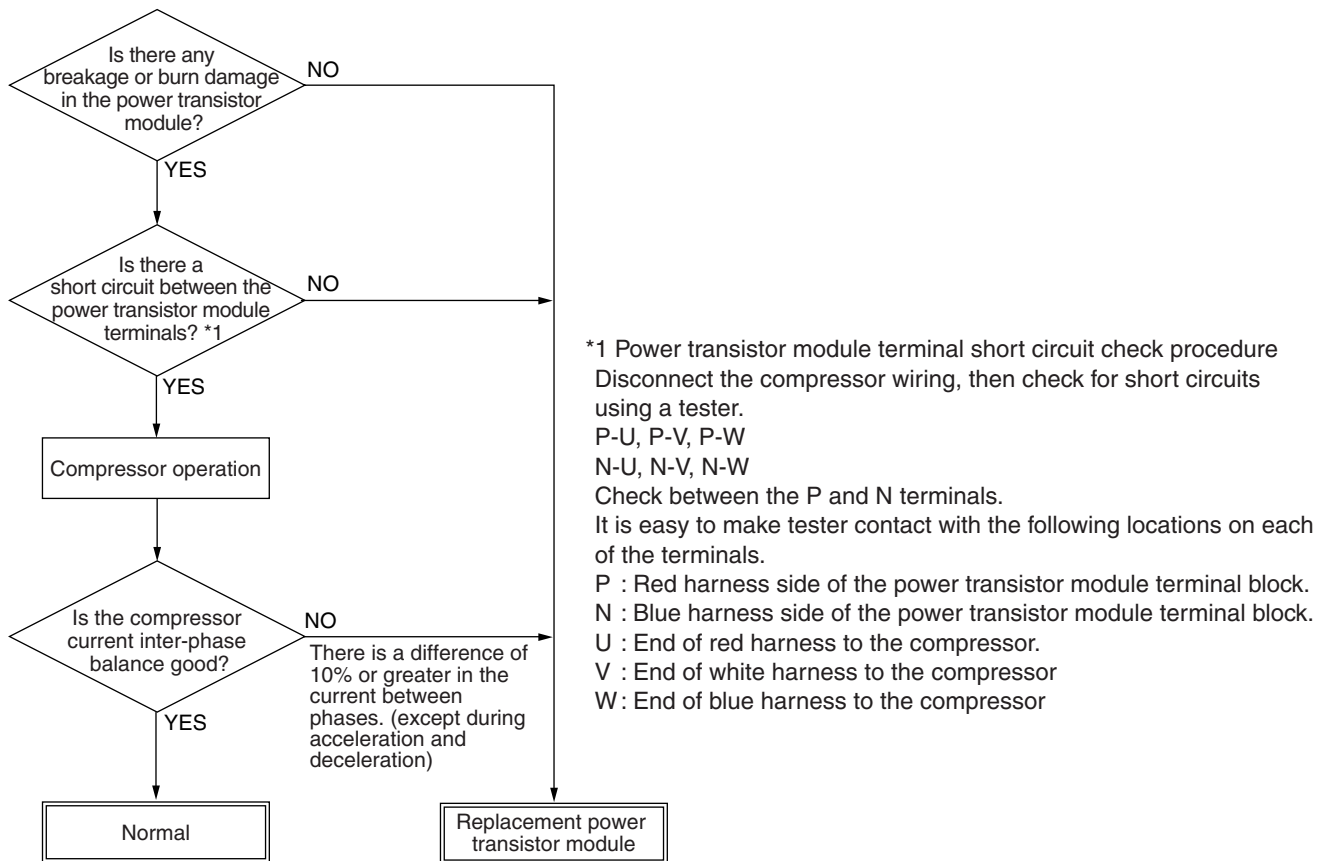 Is there any
breakage or burn damage
in the power transistor
module?
NO
YES
Is there a
short circuit between the
power transistor module
terminals? *1
NO
YES
Compressor operation
Is the compressor
current inter-phase
balance good?
NO
There is a difference of
10% or greater in the
current between
phases. (except during
acceleration and
deceleration)
YES
Normal
Replacement power
transistor module
*1 Power transistor module terminal short circuit check procedure
Disconnect the compressor wiring, then check for short circuits
using a tester.
P-U, P-V, P-W
N-U, N-V, N-W
Check between the P and N terminals.
It is easy to make tester contact with the following locations on each
of the terminals.
P : Red harness side of the power transistor module terminal block.
N : Blue harness side of the power transistor module terminal block.
U : End of red harness to the compressor.
V : End of white harness to the compressor
W : End of blue harness to the compressor